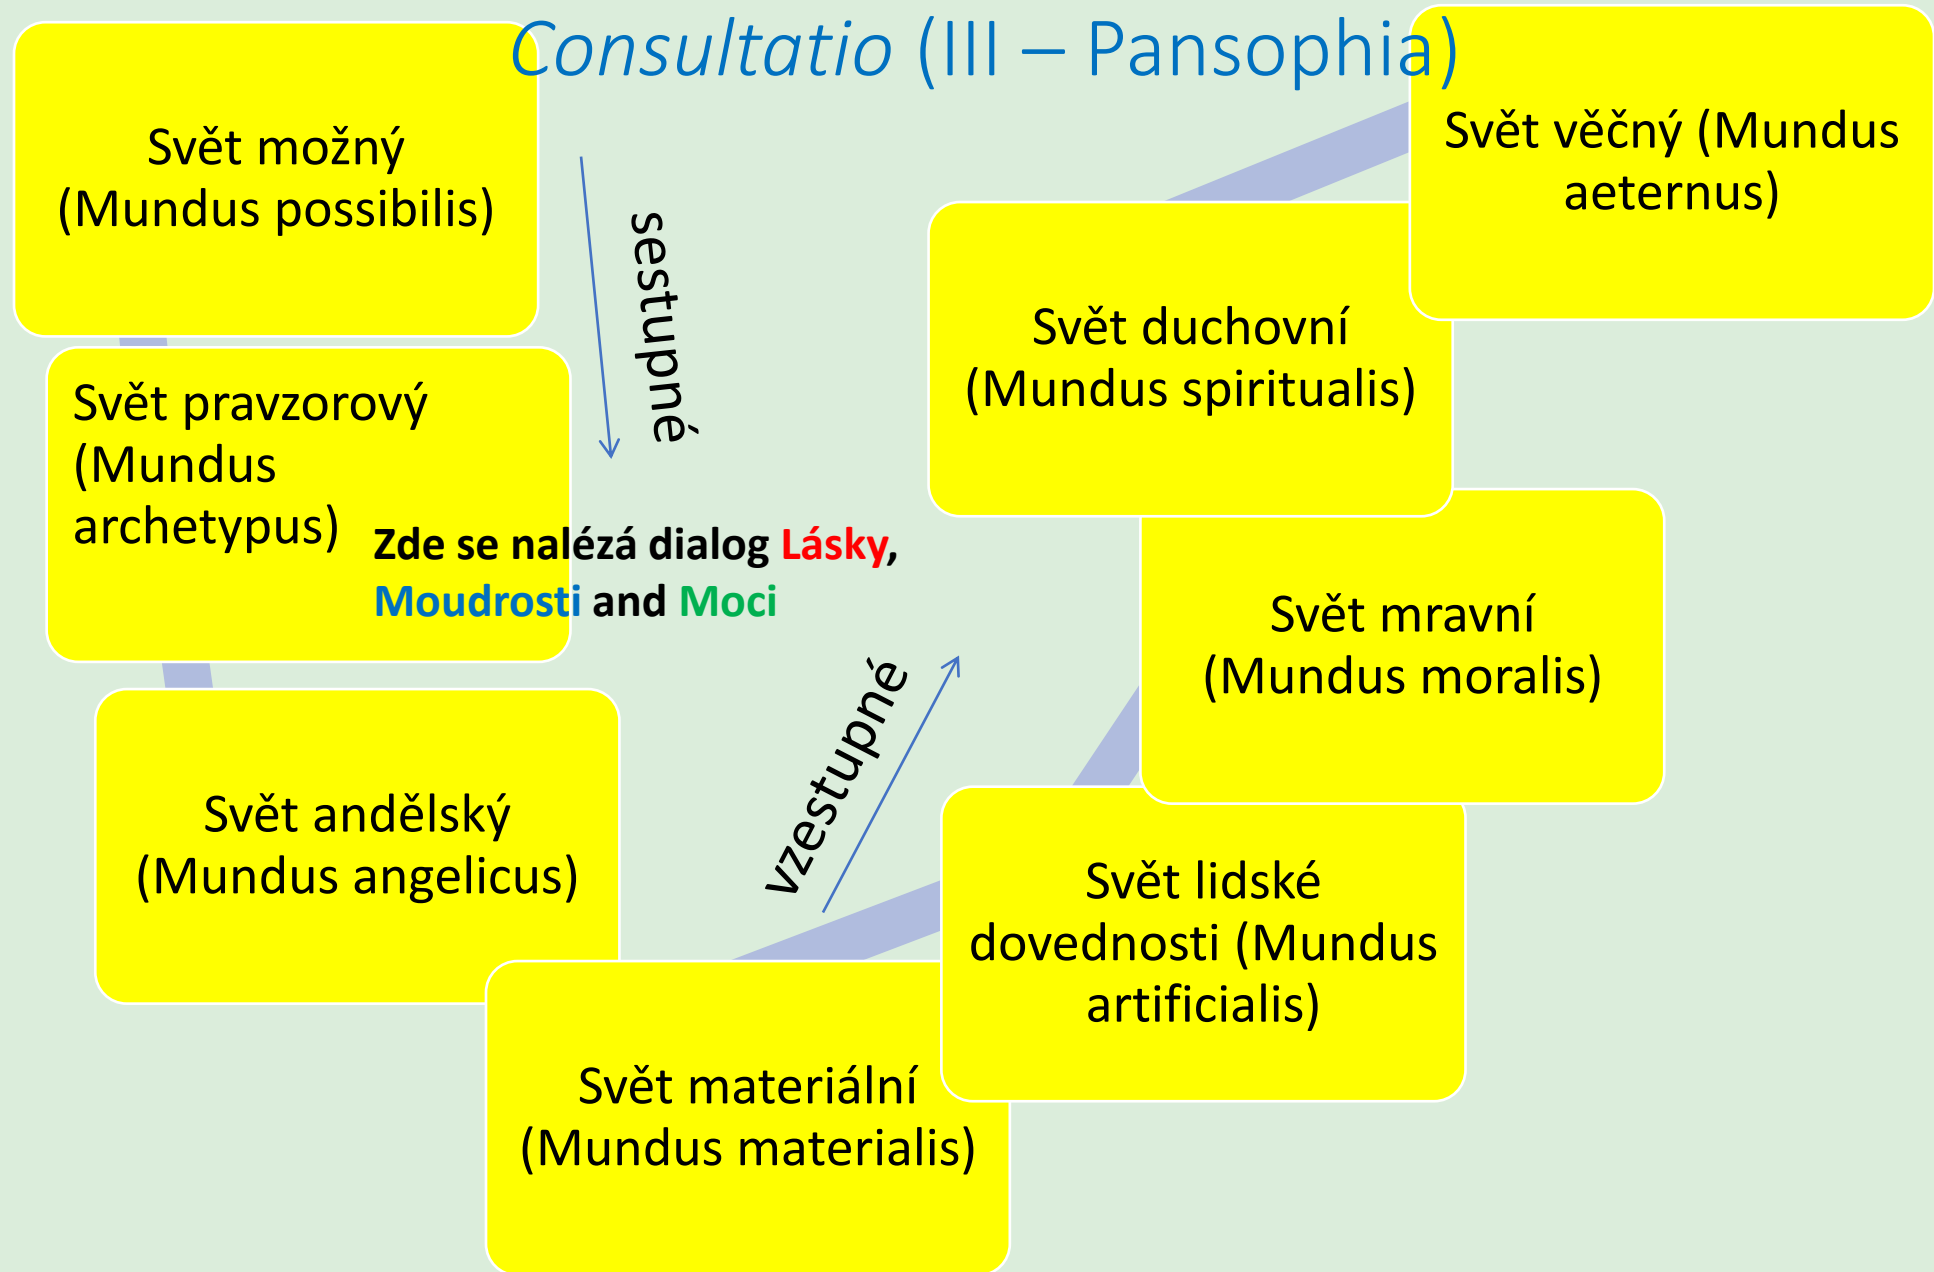 Consultatio (III – Pansophia)
Svět možný
(Mundus possibilis)
sestupné
Svět pravzorový
(Mundus
archetypus)
Zde se nalézá dialog Lásky,
Moudrosti and Moci
Svět andělský
(Mundus angelicus)
Svět materiální
(Mundus materialis)
vzestupné
Svět lidské
dovednosti (Mundus
artificialis)
Svět mravní
(Mundus moralis)
Svět duchovní
(Mundus spiritualis)
Svět věčný (Mundus
aeternus)